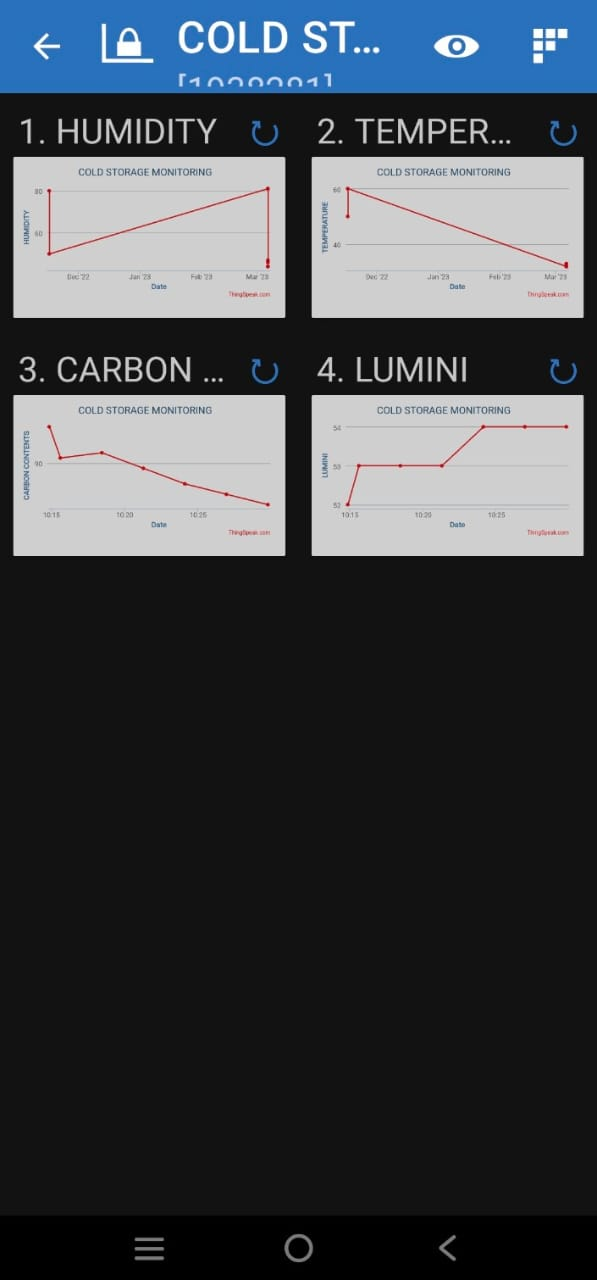 COLD ST...
1. HUMIDITY
2. TEMPER...
COLD STORAGE MONITORING
80
60
HUMIDITY
Dec '22
Jan '23
Feb '23
Mar '23
Date
ThingSpeak.com
COLD STORAGE MONITORING
60
40
TEMPERATURE
Dec '22
Jan '23
Feb '23
Mar '23
Date
ThingSpeak.com
3. CARBON ...
4. LUMINI
COLD STORAGE MONITORING
90
CARBON CONTENTS
10:15
10:20
10:25
Date
ThingSpeak.com
COLD STORAGE MONITORING
54
53
52
LUMINI
10:15
10:20
10:25
Date
ThingSpeak.com